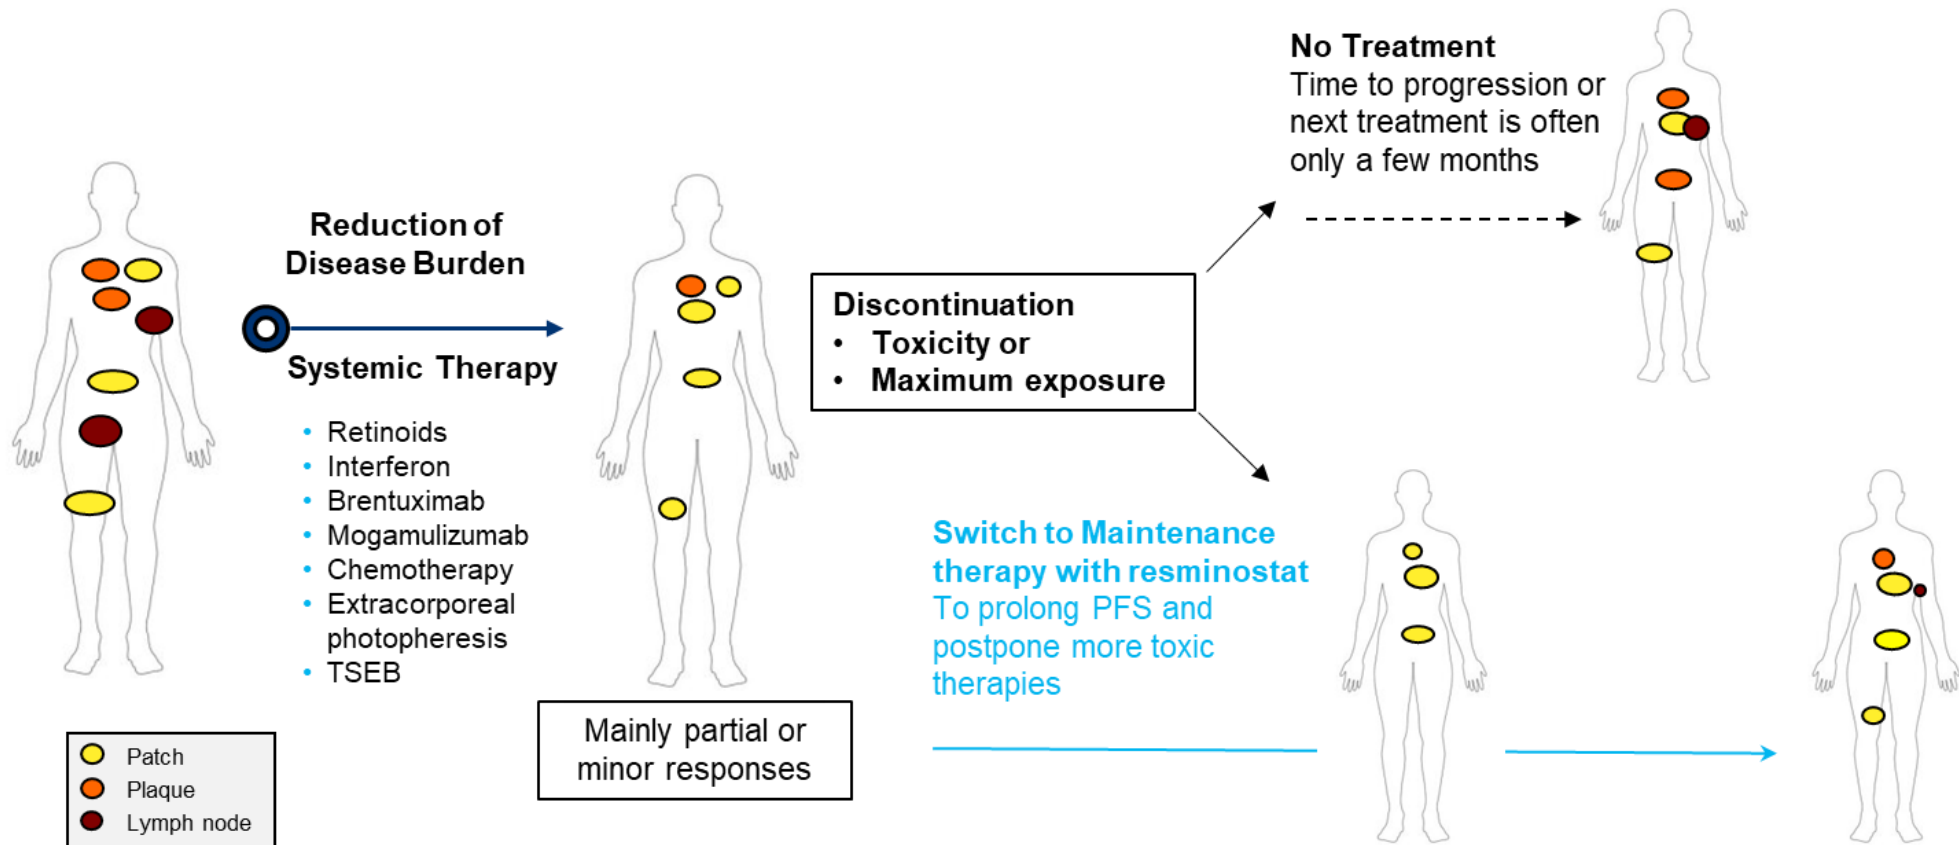 Reduction of
Disease Burden
Systemic Therapy
• Retinoids
• Interferon
• Brentuximab
• Mogamulizumab
• Chemotherapy
• Extracorporeal
photopheresis
• TSEB
Patch
Plaque
Lymph node
Mainly partial or
minor responses
Discontinuation
• Toxicity or
• Maximum exposure
No Treatment
Time to progression or
next treatment is often
only a few months
Switch to Maintenance
therapy with resminostat
To prolong PFS and
postpone more toxic
therapies